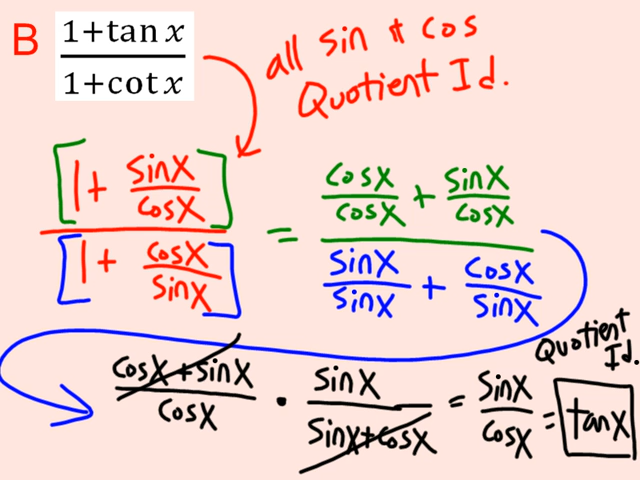 B (1+tan x)/(1+cot x)
all sin & cos
Quotient Id.
[1 + sinx/cosx] / [1 + cosx/sinx] = (cosx/cosx + sinx/cosx) / (sinx/sinx + cosx/sinx)
Quotient
Id.
(cosx+sinx)/cosx · sinx/(sinx+cosx) = sinx/cosx = tanx